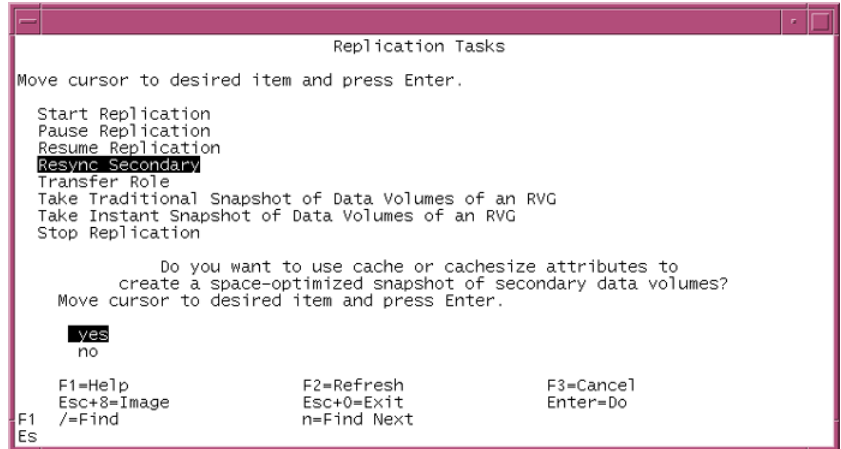 Replication Tasks
Move cursor to desired item and press Enter.
Start Replication
Pause Replication
Resume Replication
Resync Secondary
Transfer Role
Take Traditional Snapshot of Data Volumes of an RVG
Take Instant Snapshot of Data Volumes of an RVG
Stop Replication
Do you want to use cache or cachesize attributes to
create a space-optimized snapshot of secondary data volumes?
Move cursor to desired item and press Enter.
yes
no
F1=Help F2=Refresh F3=Cancel
Esc+8=Image Esc+0=Exit Enter=Do
F1 /=Find n=Find Next
Es